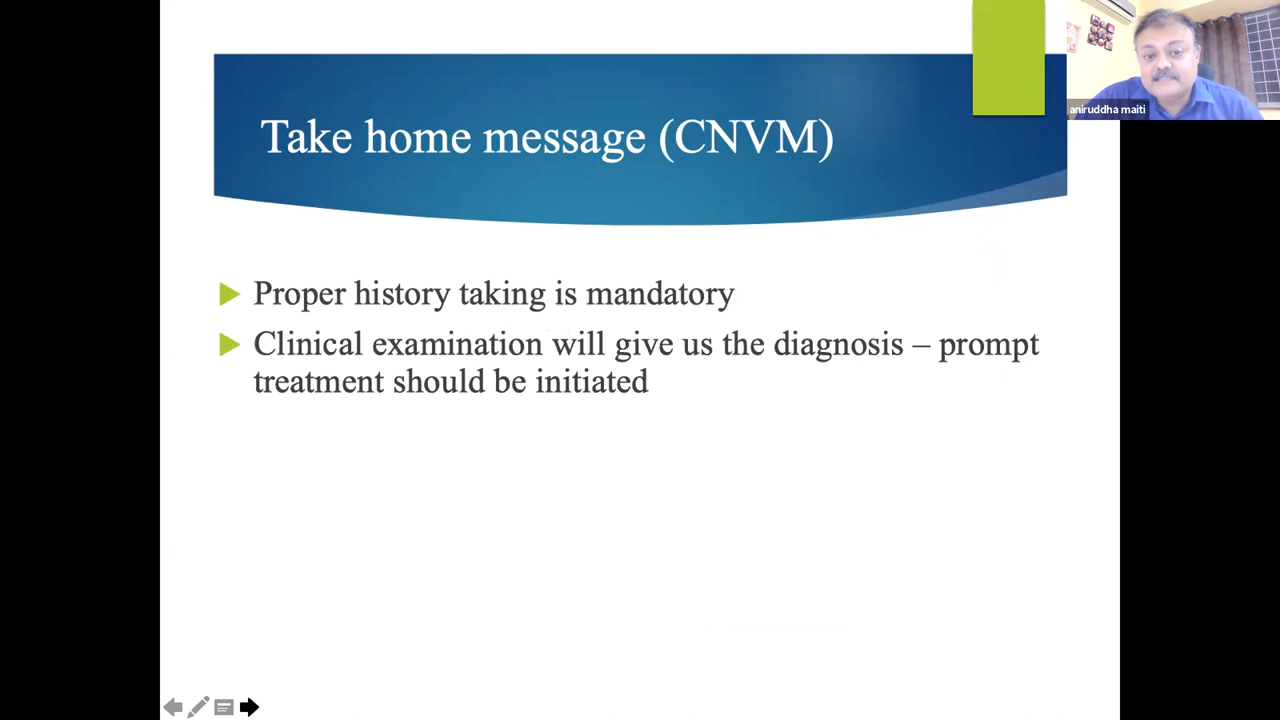 aniruddha maiti
Take home message (CNVM)
Proper history taking is mandatory
Clinical examination will give us the diagnosis – prompt
treatment should be initiated